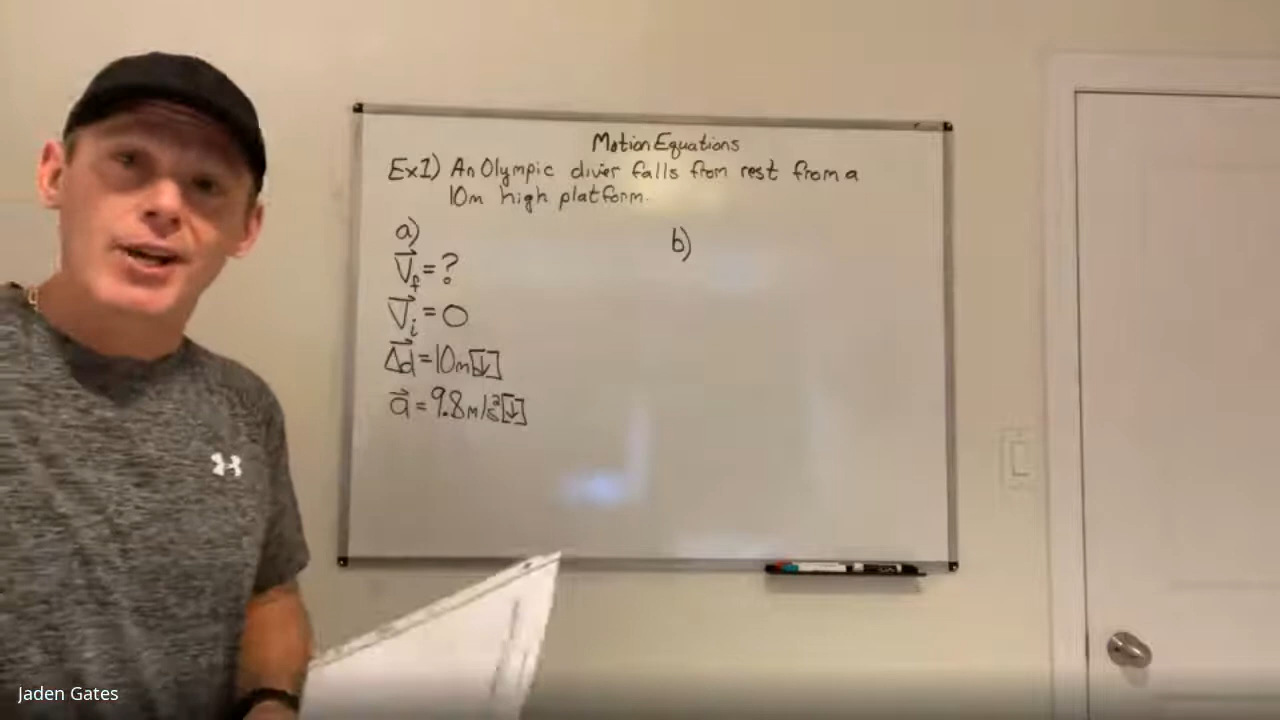 Motion Equations
Ex1) An Olympic diver falls from rest from a
10m high platform.
a)
V⃗f = ?
V⃗i = 0
Δd⃗ = 10m[↓]
a⃗ = 9.8m/s²[↓]
b)
Jaden Gates